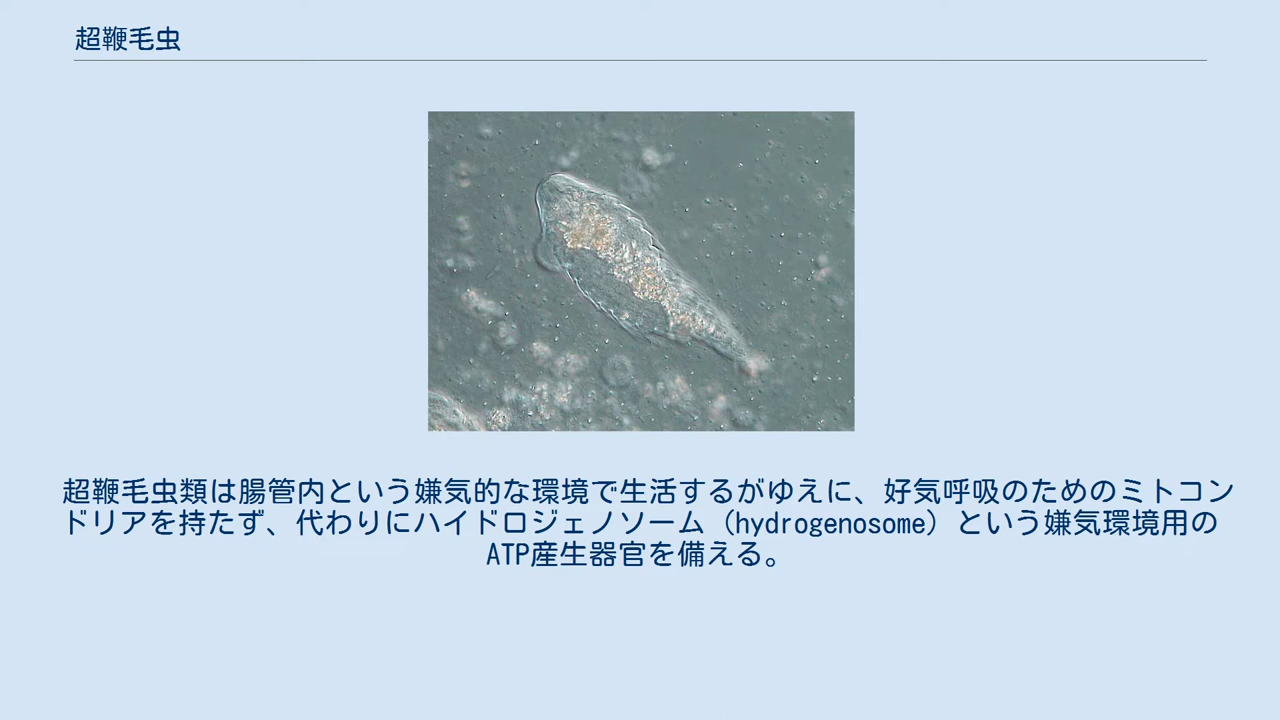 超鞭毛虫
超鞭毛虫類は腸管内という嫌気的な環境で生活するがゆえに、好気呼吸のためのミトコン
ドリアを持たず、代わりにハイドロジェノソーム（hydrogenosome）という嫌気環境用の
ATP産生器官を備える。